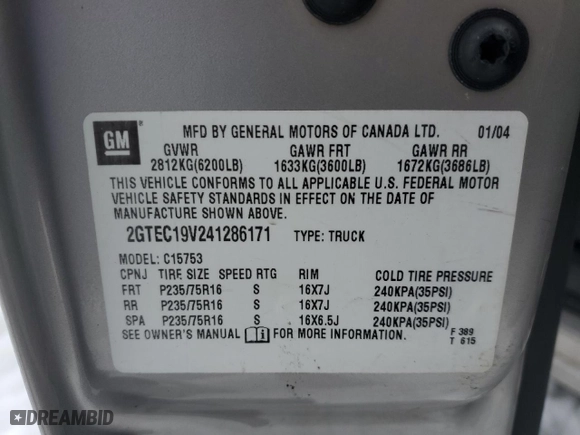 GM
MFD BY GENERAL MOTORS OF CANADA LTD. 01/04
GVWR GAWR FRT GAWR RR
2812KG(6200LB) 1633KG(3600LB) 1672KG(3686LB)
THIS VEHICLE CONFORMS TO ALL APPLICABLE U.S. FEDERAL MOTOR
VEHICLE SAFETY STANDARDS IN EFFECT ON THE DATE OF
MANUFACTURE SHOWN ABOVE.
2GTEC19V241286171 TYPE: TRUCK
MODEL: C15753
CPNJ TIRE SIZE SPEED RTG RIM COLD TIRE PRESSURE
FRT P235/75R16 S 16X7J 240KPA(35PSI)
RR P235/75R16 S 16X7J 240KPA(35PSI)
SPA P235/75R16 S 16X6.5J 240KPA(35PSI)
SEE OWNER'S MANUAL FOR MORE INFORMATION.
F 389
T 615
DREAMBID